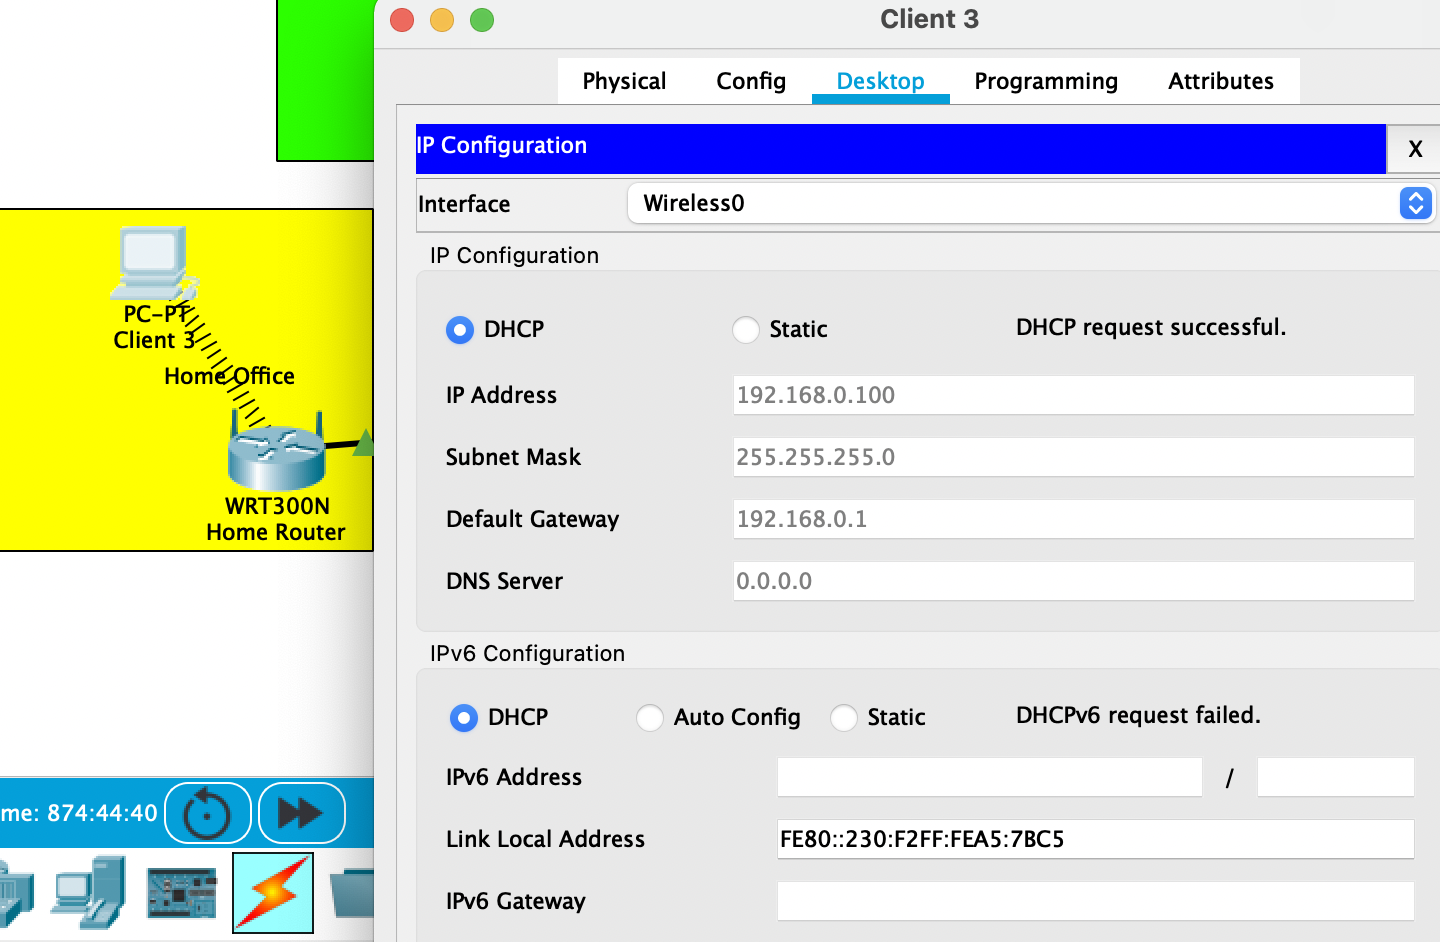 Client 3
Physical Config Desktop Programming Attributes
IP Configuration X
Interface Wireless0
IP Configuration
DHCP Static DHCP request successful.
IP Address 192.168.0.100
Subnet Mask 255.255.255.0
Default Gateway 192.168.0.1
DNS Server 0.0.0.0
IPv6 Configuration
DHCP Auto Config Static DHCPv6 request failed.
IPv6 Address /
Link Local Address FE80::230:F2FF:FEA5:7BC5
IPv6 Gateway
PC-PT
Client 3
Home Office
WRT300N
Home Router
me: 874:44:40